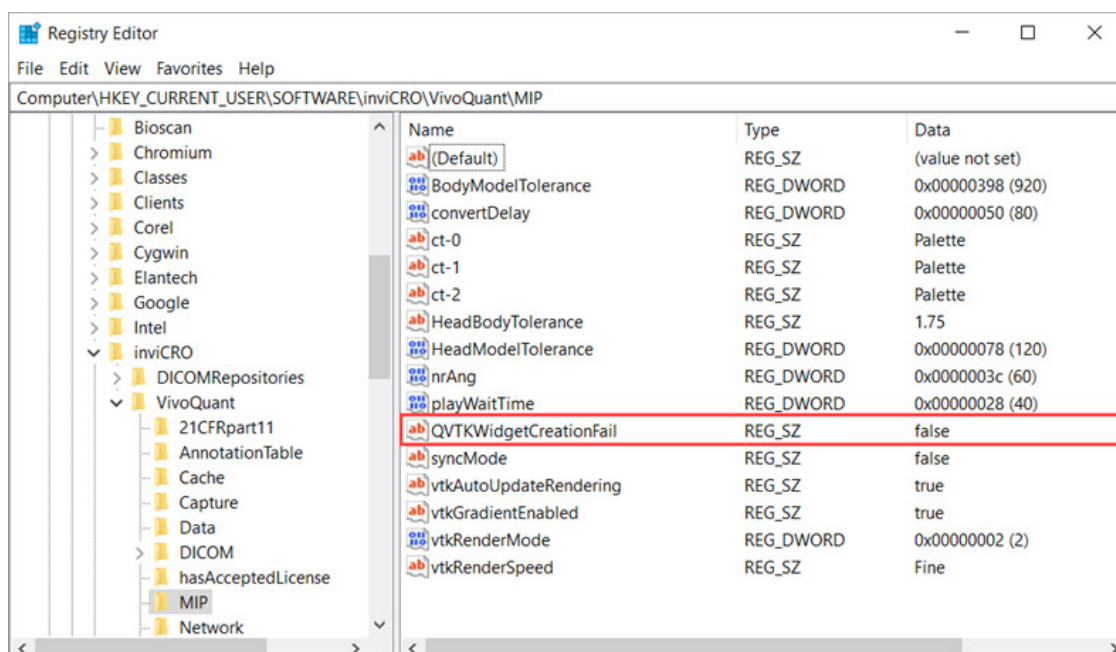 Registry Editor
File Edit View Favorites Help
Computer\HKEY_CURRENT_USER\SOFTWARE\inviCRO\VivoQuant\MIP
Bioscan
Chromium
Classes
Clients
Corel
Cygwin
Elantech
Google
Intel
inviCRO
DICOMRepositories
VivoQuant
21CFRpart11
AnnotationTable
Cache
Capture
Data
DICOM
hasAcceptedLicense
MIP
Network
Name Type Data
(Default) REG_SZ (value not set)
BodyModelTolerance REG_DWORD 0x00000398 (920)
convertDelay REG_DWORD 0x00000050 (80)
ct-0 REG_SZ Palette
ct-1 REG_SZ Palette
ct-2 REG_SZ Palette
HeadBodyTolerance REG_SZ 1.75
HeadModelTolerance REG_DWORD 0x00000078 (120)
nrAng REG_DWORD 0x0000003c (60)
playWaitTime REG_DWORD 0x00000028 (40)
QVTKWidgetCreationFail REG_SZ false
syncMode REG_SZ false
vtkAutoUpdateRendering REG_SZ true
vtkGradientEnabled REG_SZ true
vtkRenderMode REG_DWORD 0x00000002 (2)
vtkRenderSpeed REG_SZ Fine